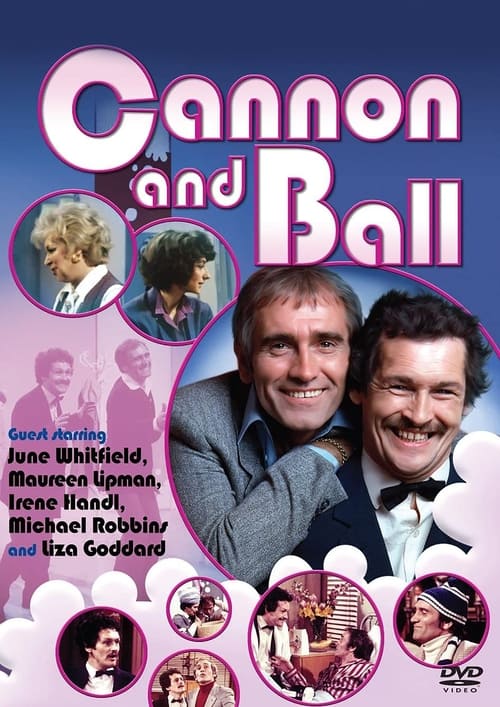 Cannon
and Ball
Guest starring
June Whitfield,
Maureen Lipman,
Irene Handl,
Michael Robbins
and Liza Goddard
DVD
VIDEO